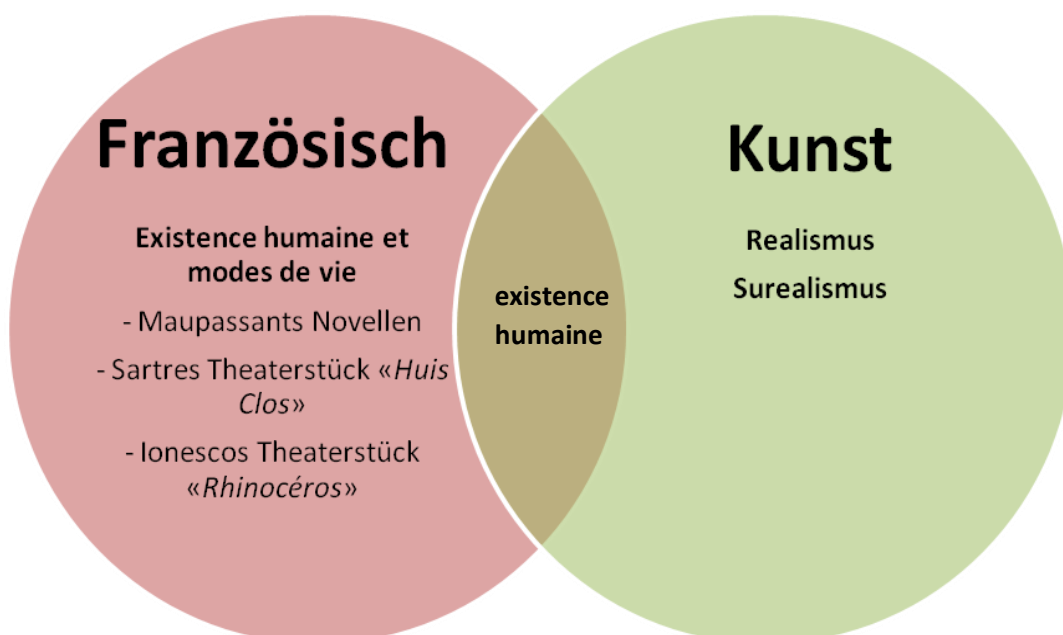 Französisch
Existence humaine et
modes de vie
- Maupassants Novellen
- Sartres Theaterstück «Huis
Clos»
- Ionescos Theaterstück
«Rhinocéros»
existence
humaine
Kunst
Realismus
Surealismus